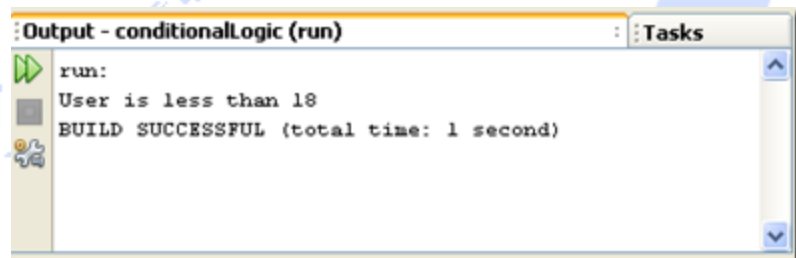 Output - conditionalLogic (run)
Tasks
run:
User is less than 18
BUILD SUCCESSFUL (total time: 1 second)